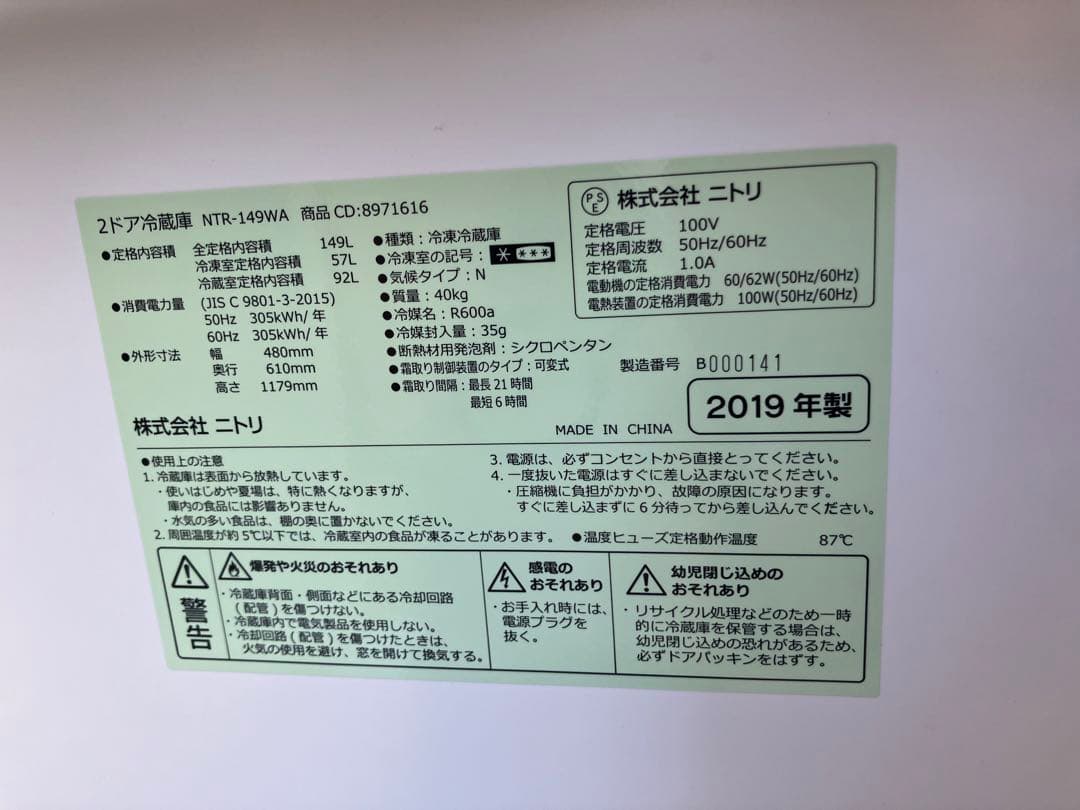 2ドア冷蔵庫 NTR-149WA 商品CD:8971616
●定格内容積 全定格内容積 149L
冷凍室定格内容積 57L
冷蔵室定格内容積 92L
●消費電力量 (JIS C 9801-3-2015)
50Hz 305kWh/年
60Hz 305kWh/年
●外形寸法 幅 480mm
奥行 610mm
高さ 1179mm
株式会社 ニトリ
●種類：冷凍冷蔵庫
●冷凍室の記号：
●気候タイプ：N
●質量：40kg
●冷媒名：R600a
●冷媒封入量：35g
●断熱材用発泡剤：シクロペンタン
●霜取り制御装置のタイプ：可変式
●霜取り間隔：最長21時間
最短6時間
PSE 株式会社 ニトリ
定格電圧 100V
定格周波数 50Hz/60Hz
定格電流 1.0A
電動機の定格消費電力 60/62W(50Hz/60Hz)
電熱装置の定格消費電力 100W(50Hz/60Hz)
製造番号 B000141
MADE IN CHINA
2019年製
●使用上の注意
1.冷蔵庫は表面から放熱しています。
・使いはじめや夏場は、特に熱くなりますが、
庫内の食品には影響ありません。
・水気の多い食品は、棚の奥に置かないでください。
2.周囲温度が約5℃以下では、冷蔵室内の食品が凍ることがあります。
3.電源は、必ずコンセントから直接とってください。
4.一度抜いた電源はすぐに差し込まないでください。
・圧縮機に負担がかかり、故障の原因になります。
すぐに差し込まずに6分待ってから差し込んでください。
●温度ヒューズ定格動作温度 87℃
警告
爆発や火災のおそれあり
・冷蔵庫背面・側面などにある冷却回路
(配管)を傷つけない。
・冷蔵庫内で電気製品を使用しない。
・冷却回路(配管)を傷つけたときは、
火気の使用を避け、窓を開けて換気する。
感電の
おそれあり
・お手入れ時には、
電源プラグを
抜く。
幼児閉じ込めの
おそれあり
・リサイクル処理などのため一時
的に冷蔵庫を保管する場合は、
幼児閉じ込めの恐れがあるため、
必ずドアパッキンをはずす。